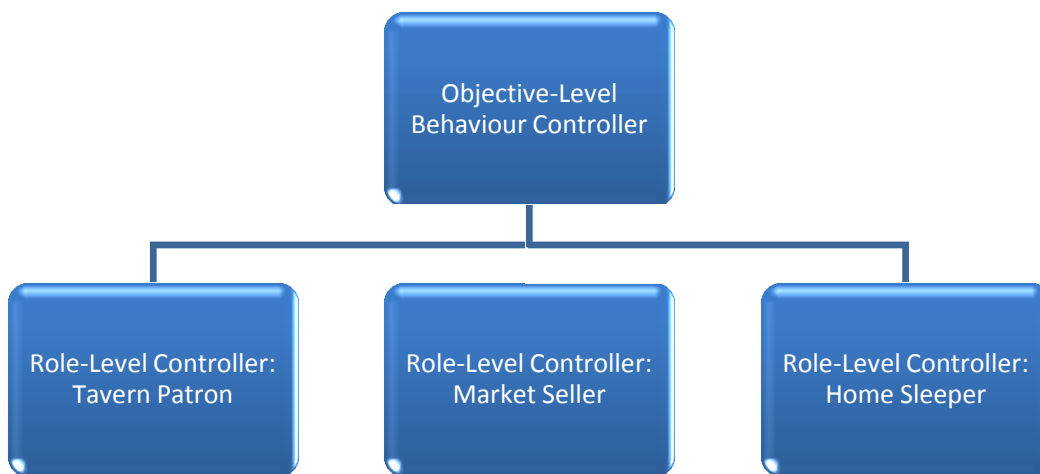 Objective-Level
Behaviour Controller
Role-Level Controller:
Tavern Patron
Role-Level Controller:
Market Seller
Role-Level Controller:
Home Sleeper